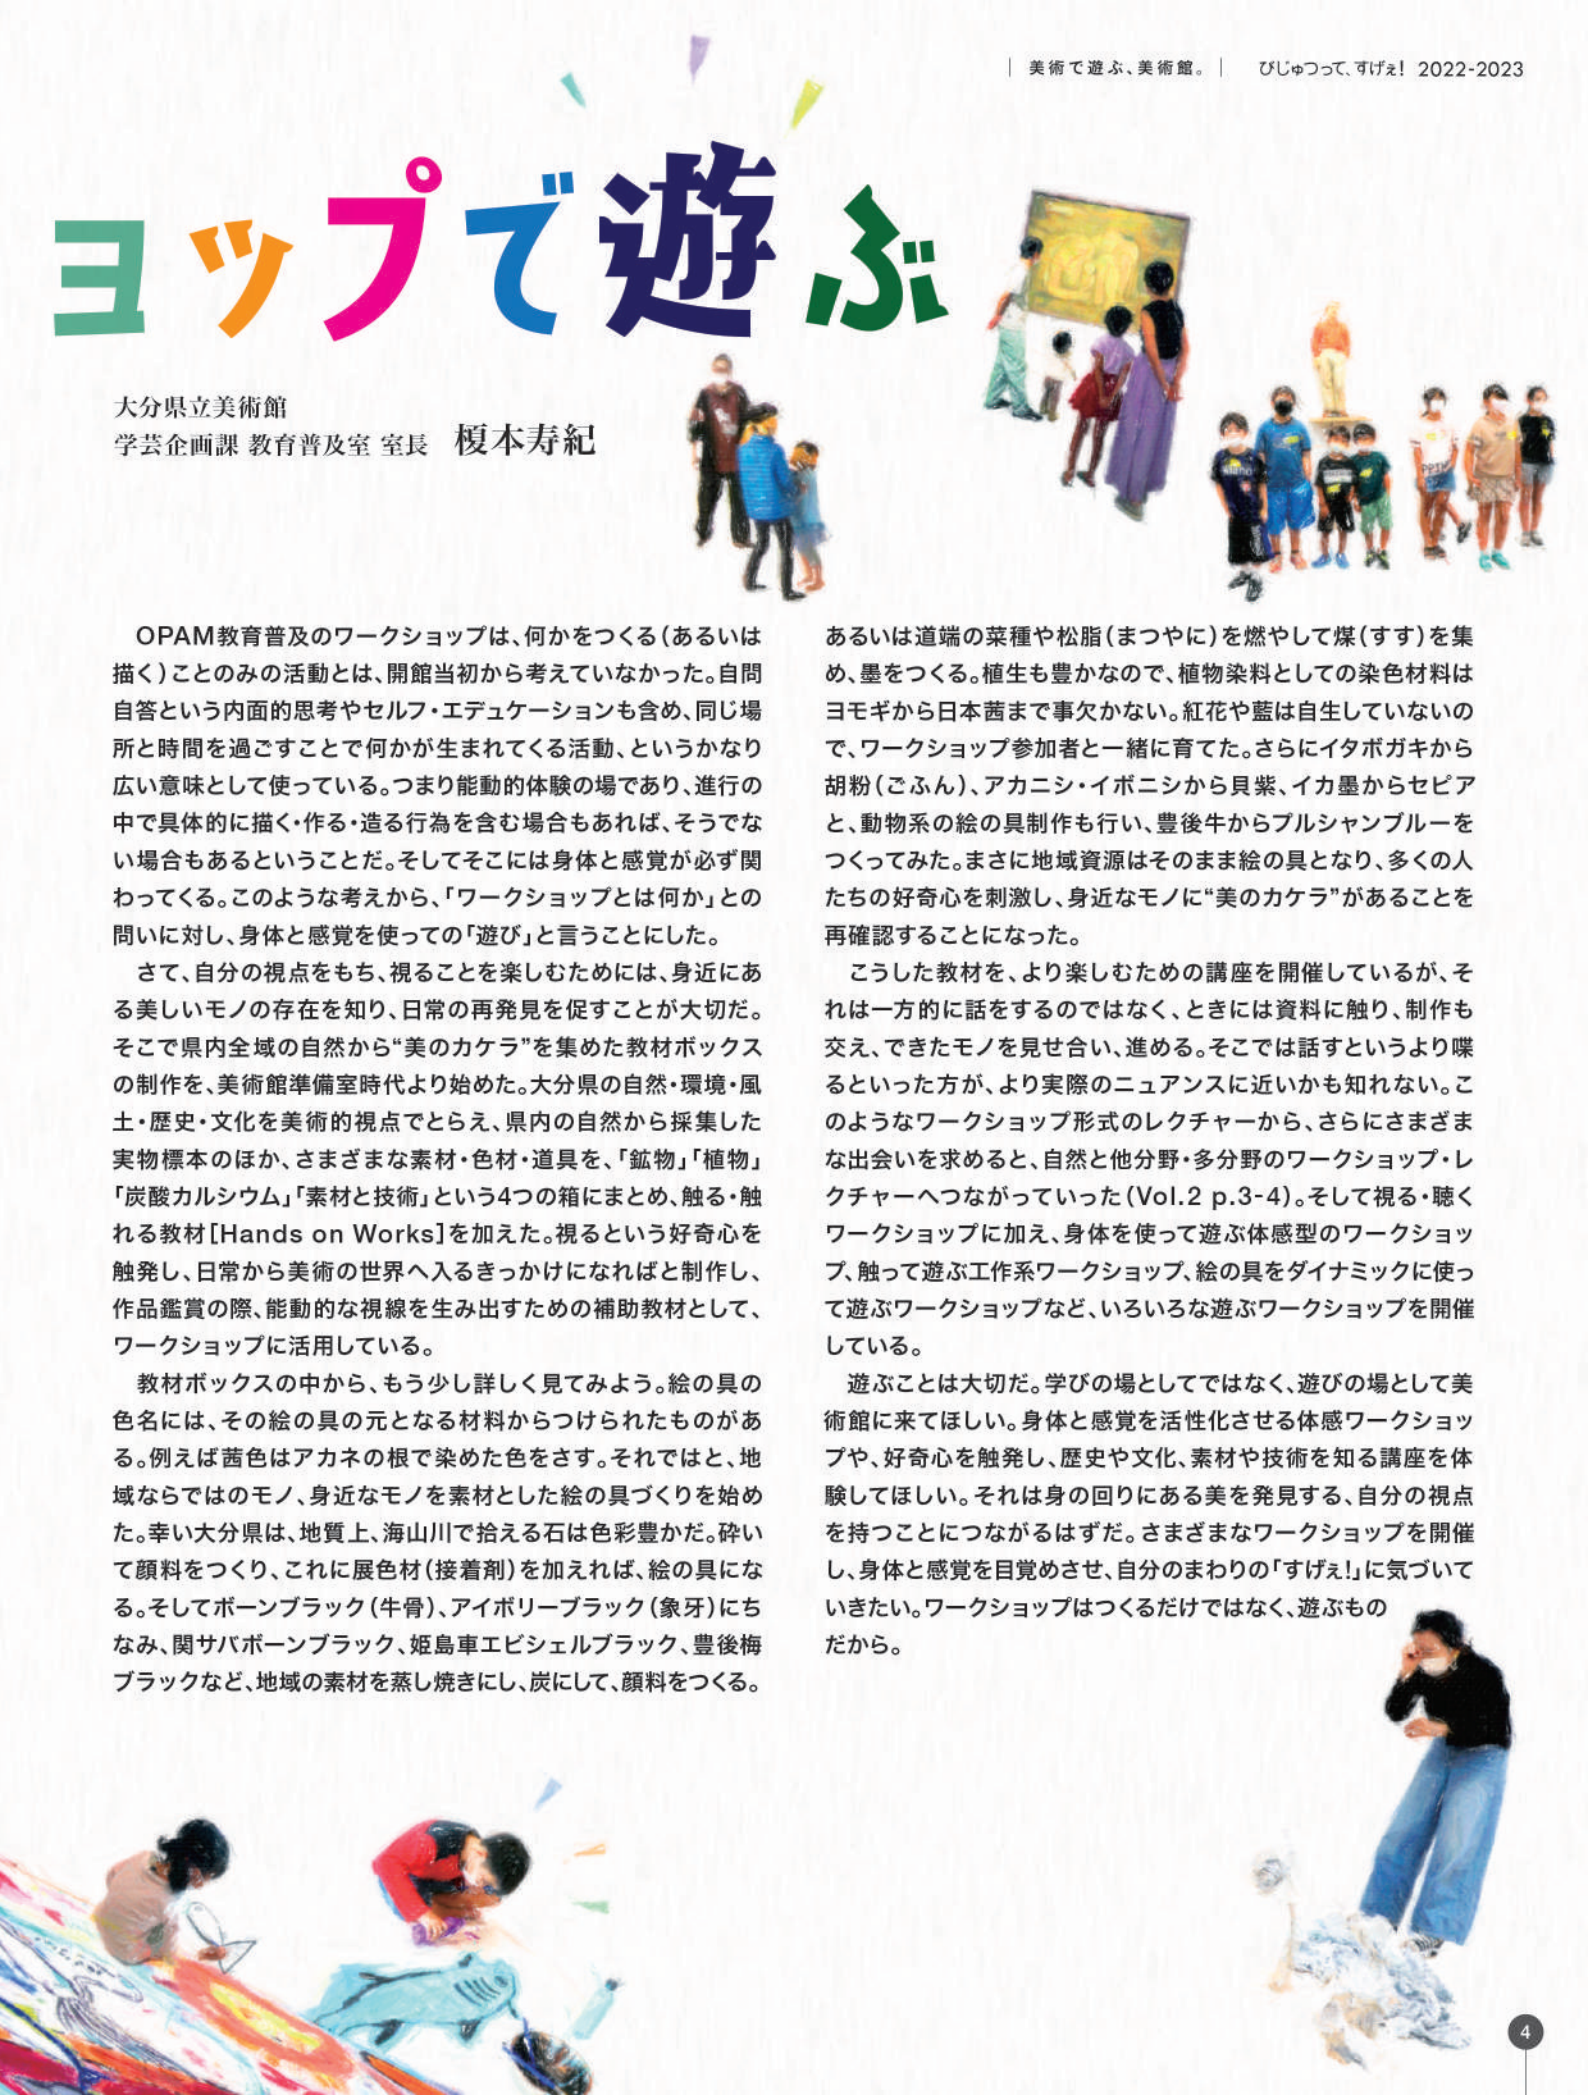 ｜美術で遊ぶ、美術館。｜ びじゅつって、すげぇ! 2022-2023
ョップで遊ぶ
大分県立美術館
学芸企画課 教育普及室 室長 榎本寿紀
OPAM教育普及のワークショップは、何かをつくる（あるいは
描く）ことのみの活動とは、開館当初から考えていなかった。自問
自答という内面的思考やセルフ・エデュケーションも含め、同じ場
所と時間を過ごすことで何かが生まれてくる活動、というかなり
広い意味として使っている。つまり能動的体験の場であり、進行の
中で具体的に描く・作る・造る行為を含む場合もあれば、そうでな
い場合もあるということだ。そしてそこには身体と感覚が必ず関
わってくる。このような考えから、「ワークショップとは何か」との
問いに対し、身体と感覚を使っての「遊び」と言うことにした。
さて、自分の視点をもち、視ることを楽しむためには、身近にあ
る美しいモノの存在を知り、日常の再発見を促すことが大切だ。
そこで県内全域の自然から“美のカケラ”を集めた教材ボックス
の制作を、美術館準備室時代より始めた。大分県の自然・環境・風
土・歴史・文化を美術的視点でとらえ、県内の自然から採集した
実物標本のほか、さまざまな素材・色材・道具を、「鉱物」「植物」
「炭酸カルシウム」「素材と技術」という4つの箱にまとめ、触る・触
れる教材[Hands on Works]を加えた。視るという好奇心を
触発し、日常から美術の世界へ入るきっかけになればと制作し、
作品鑑賞の際、能動的な視線を生み出すための補助教材として、
ワークショップに活用している。
教材ボックスの中から、もう少し詳しく見てみよう。絵の具の
色名には、その絵の具の元となる材料からつけられたものがあ
る。例えば茜色はアカネの根で染めた色をさす。それではと、地
域ならではのモノ、身近なモノを素材とした絵の具づくりを始め
た。幸い大分県は、地質上、海山川で拾える石は色彩豊かだ。砕い
て顔料をつくり、これに展色材（接着剤）を加えれば、絵の具にな
る。そしてボーンブラック（牛骨）、アイボリーブラック（象牙）にち
なみ、関サバボーンブラック、姫島車エビシェルブラック、豊後梅
ブラックなど、地域の素材を蒸し焼きにし、炭にして、顔料をつくる。
あるいは道端の菜種や松脂（まつやに）を燃やして煤（すす）を集
め、墨をつくる。植生も豊かなので、植物染料としての染色材料は
ヨモギから日本茜まで事欠かない。紅花や藍は自生していないの
で、ワークショップ参加者と一緒に育てた。さらにイタボガキから
胡粉（ごふん）、アカニシ・イボニシから貝紫、イカ墨からセピア
と、動物系の絵の具制作も行い、豊後牛からプルシャンブルーを
つくってみた。まさに地域資源はそのまま絵の具となり、多くの人
たちの好奇心を刺激し、身近なモノに“美のカケラ”があることを
再確認することになった。
こうした教材を、より楽しむための講座を開催しているが、そ
れは一方的に話をするのではなく、ときには資料に触り、制作も
交え、できたモノを見せ合い、進める。そこでは話すというより喋
るといった方が、より実際のニュアンスに近いかも知れない。こ
のようなワークショップ形式のレクチャーから、さらにさまざま
な出会いを求めると、自然と他分野・多分野のワークショップ・レ
クチャーへつながっていった（Vol.2 p.3-4）。そして視る・聴く
ワークショップに加え、身体を使って遊ぶ体感型のワークショッ
プ、触って遊ぶ工作系ワークショップ、絵の具をダイナミックに使っ
て遊ぶワークショップなど、いろいろな遊ぶワークショップを開催
している。
遊ぶことは大切だ。学びの場としてではなく、遊びの場として美
術館に来てほしい。身体と感覚を活性化させる体感ワークショッ
プや、好奇心を触発し、歴史や文化、素材や技術を知る講座を体
験してほしい。それは身の回りにある美を発見する、自分の視点
を持つことにつながるはずだ。さまざまなワークショップを開催
し、身体と感覚を目覚めさせ、自分のまわりの「すげぇ!」に気づいて
いきたい。ワークショップはつくるだけではなく、遊ぶもの
だから。
4